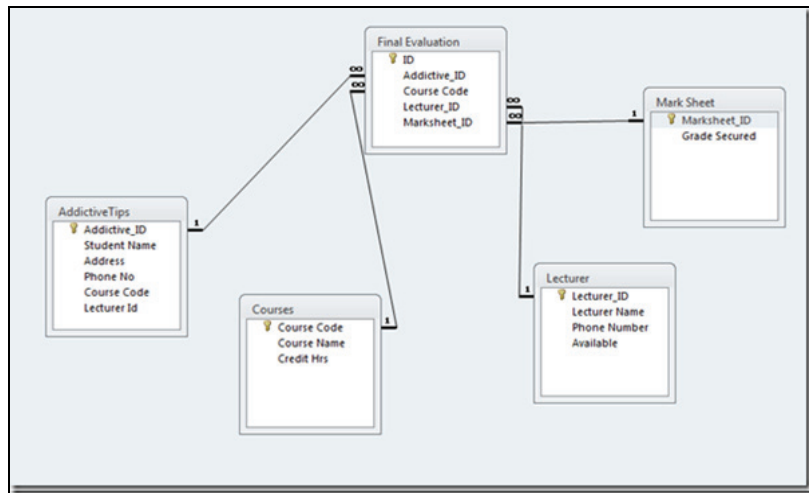 Final Evaluation
ID
Addictive_ID
Course Code
Lecturer_ID
Marksheet_ID
∞
∞
∞
∞
Mark Sheet
Marksheet_ID
Grade Secured
1
AddictiveTips
Addictive_ID
Student Name
Address
Phone No
Course Code
Lecturer Id
1
Courses
Course Code
Course Name
Credit Hrs
1
Lecturer
Lecturer_ID
Lecturer Name
Phone Number
Available
1